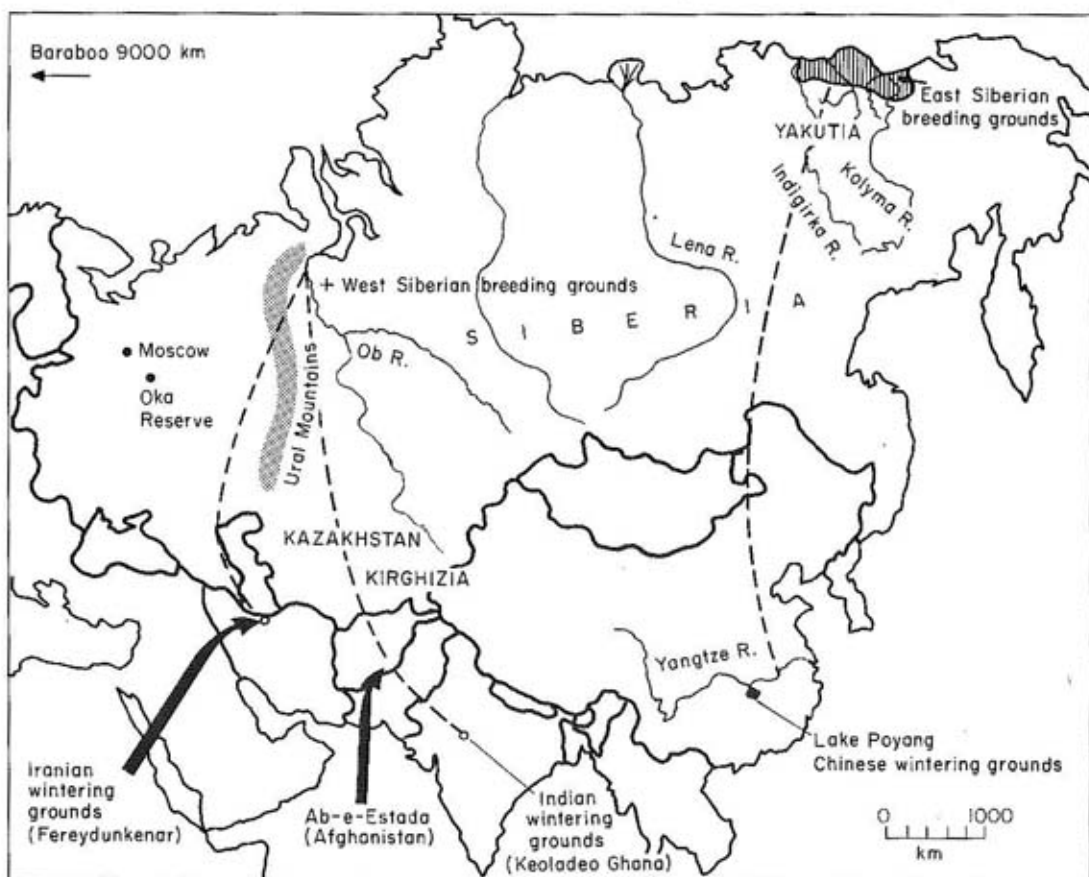 Baraboo 9000 km
East Siberian
breeding grounds
YAKUTIA
Kolyma R.
Indigirka R.
Lena R.
+ West Siberian breeding grounds
SIBERIA
Ob R.
Moscow
Oka
Reserve
Ural Mountains
KAZAKHSTAN
KIRGHIZIA
Yangtze R.
Lake Poyang
Chinese wintering grounds
Iranian
wintering
grounds
(Fereydunkenar)
Ab-e-Estada
(Afghanistan)
Indian
wintering
grounds
(Keoladeo Ghana)
0 1000
km